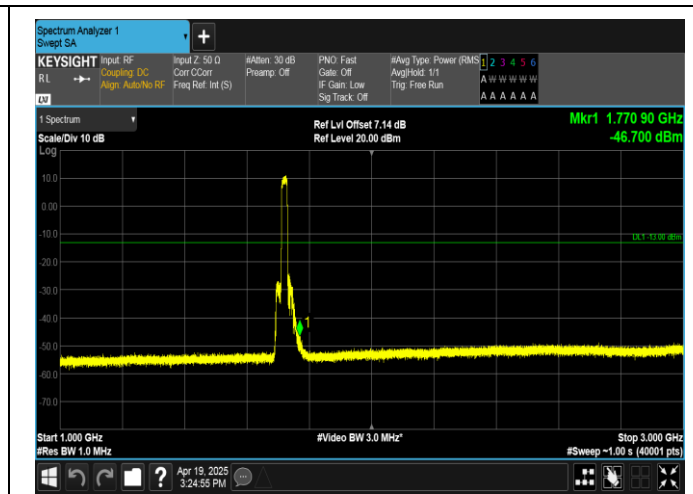 Spectrum Analyzer 1
Swept SA
+
KEYSIGHT
R L
LXI
Input: RF
Coupling: DC
Align: Auto/No RF
Input Z: 50 Ω
Corr CCorr
Freq Ref: Int (S)
#Atten: 30 dB
Preamp: Off
PNO: Fast
Gate: Off
IF Gain: Low
Sig Track: Off
#Avg Type: Power (RMS
Avg|Hold: 1/1
Trig: Free Run
1 2 3 4 5 6
A W W W W W
A A A A A A
1 Spectrum
Scale/Div 10 dB
Log
Ref Lvl Offset 7.14 dB
Ref Level 20.00 dBm
Mkr1 1.770 90 GHz
-46.700 dBm
10.0
0.00
-10.0
DL1 -13.00 dBm
-20.0
-30.0
-40.0
1
-50.0
-60.0
-70.0
Start 1.000 GHz
#Res BW 1.0 MHz
#Video BW 3.0 MHz*
Stop 3.000 GHz
#Sweep ~1.00 s (40001 pts)
?
Apr 19, 2025
3:24:55 PM